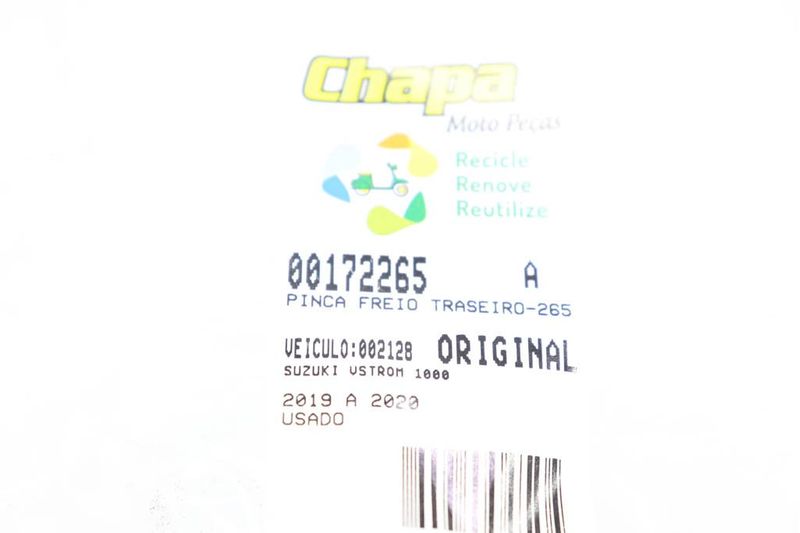 Chapa
Moto Peças
Recicle
Renove
Reutilize
00172265 A
PINCA FREIO TRASEIRO-265
VEICULO:002128 ORIGINAL
SUZUKI VSTROM 1000
2019 A 2020
USADO